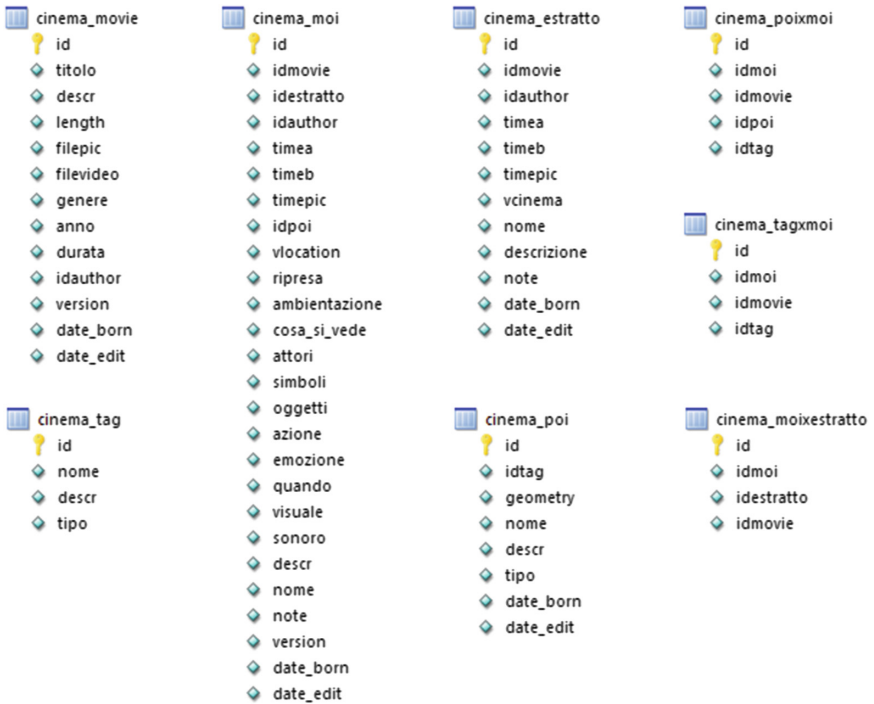 cinema_movie
id
titolo
descr
length
filepic
filevideo
genere
anno
durata
idauthor
version
date_born
date_edit
cinema_tag
id
nome
descr
tipo
cinema_moi
id
idmovie
idestratto
idauthor
timea
timeb
timepic
idpoi
vlocation
ripresa
ambientazione
cosa_si_vede
attori
simboli
oggetti
azione
emozione
quando
visuale
sonoro
descr
nome
note
version
date_born
date_edit
cinema_estratto
id
idmovie
idauthor
timea
timeb
timepic
vcinema
nome
descrizione
note
date_born
date_edit
cinema_poi
id
idtag
geometry
nome
descr
tipo
date_born
date_edit
cinema_poixmoi
id
idmoi
idmovie
idpoi
idtag
cinema_tagxmoi
id
idmoi
idmovie
idtag
cinema_moixestratto
id
idmoi
idestratto
idmovie